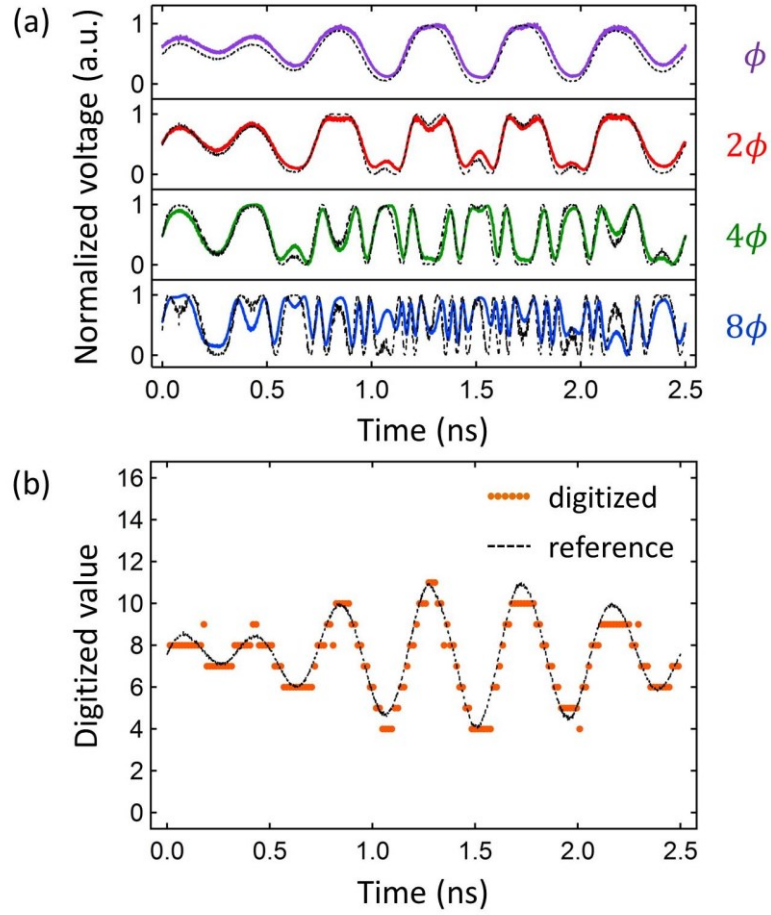 (a)
Normalized voltage (a.u.)
1
0
ϕ
1
0
2ϕ
1
0
4ϕ
1
0
8ϕ
0.0 0.5 1.0 1.5 2.0 2.5
Time (ns)
(b)
Digitized value
16
14
12
10
8
6
4
2
0
digitized
reference
0.0 0.5 1.0 1.5 2.0 2.5
Time (ns)